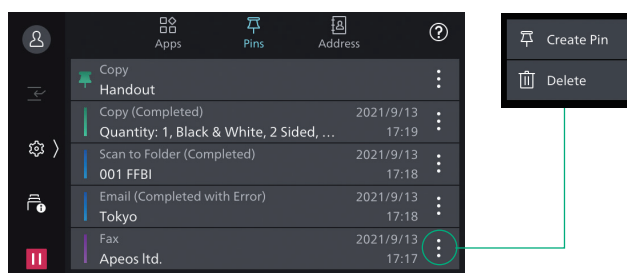 Apps
Pins
Address
Copy
Handout
Copy (Completed) 2021/9/13
Quantity: 1, Black & White, 2 Sided, ... 17:19
Scan to Folder (Completed) 2021/9/13
001 FFBI 17:18
Email (Completed with Error) 2021/9/13
Tokyo 17:18
Fax 2021/9/13
Apeos ltd. 17:17
Create Pin
Delete